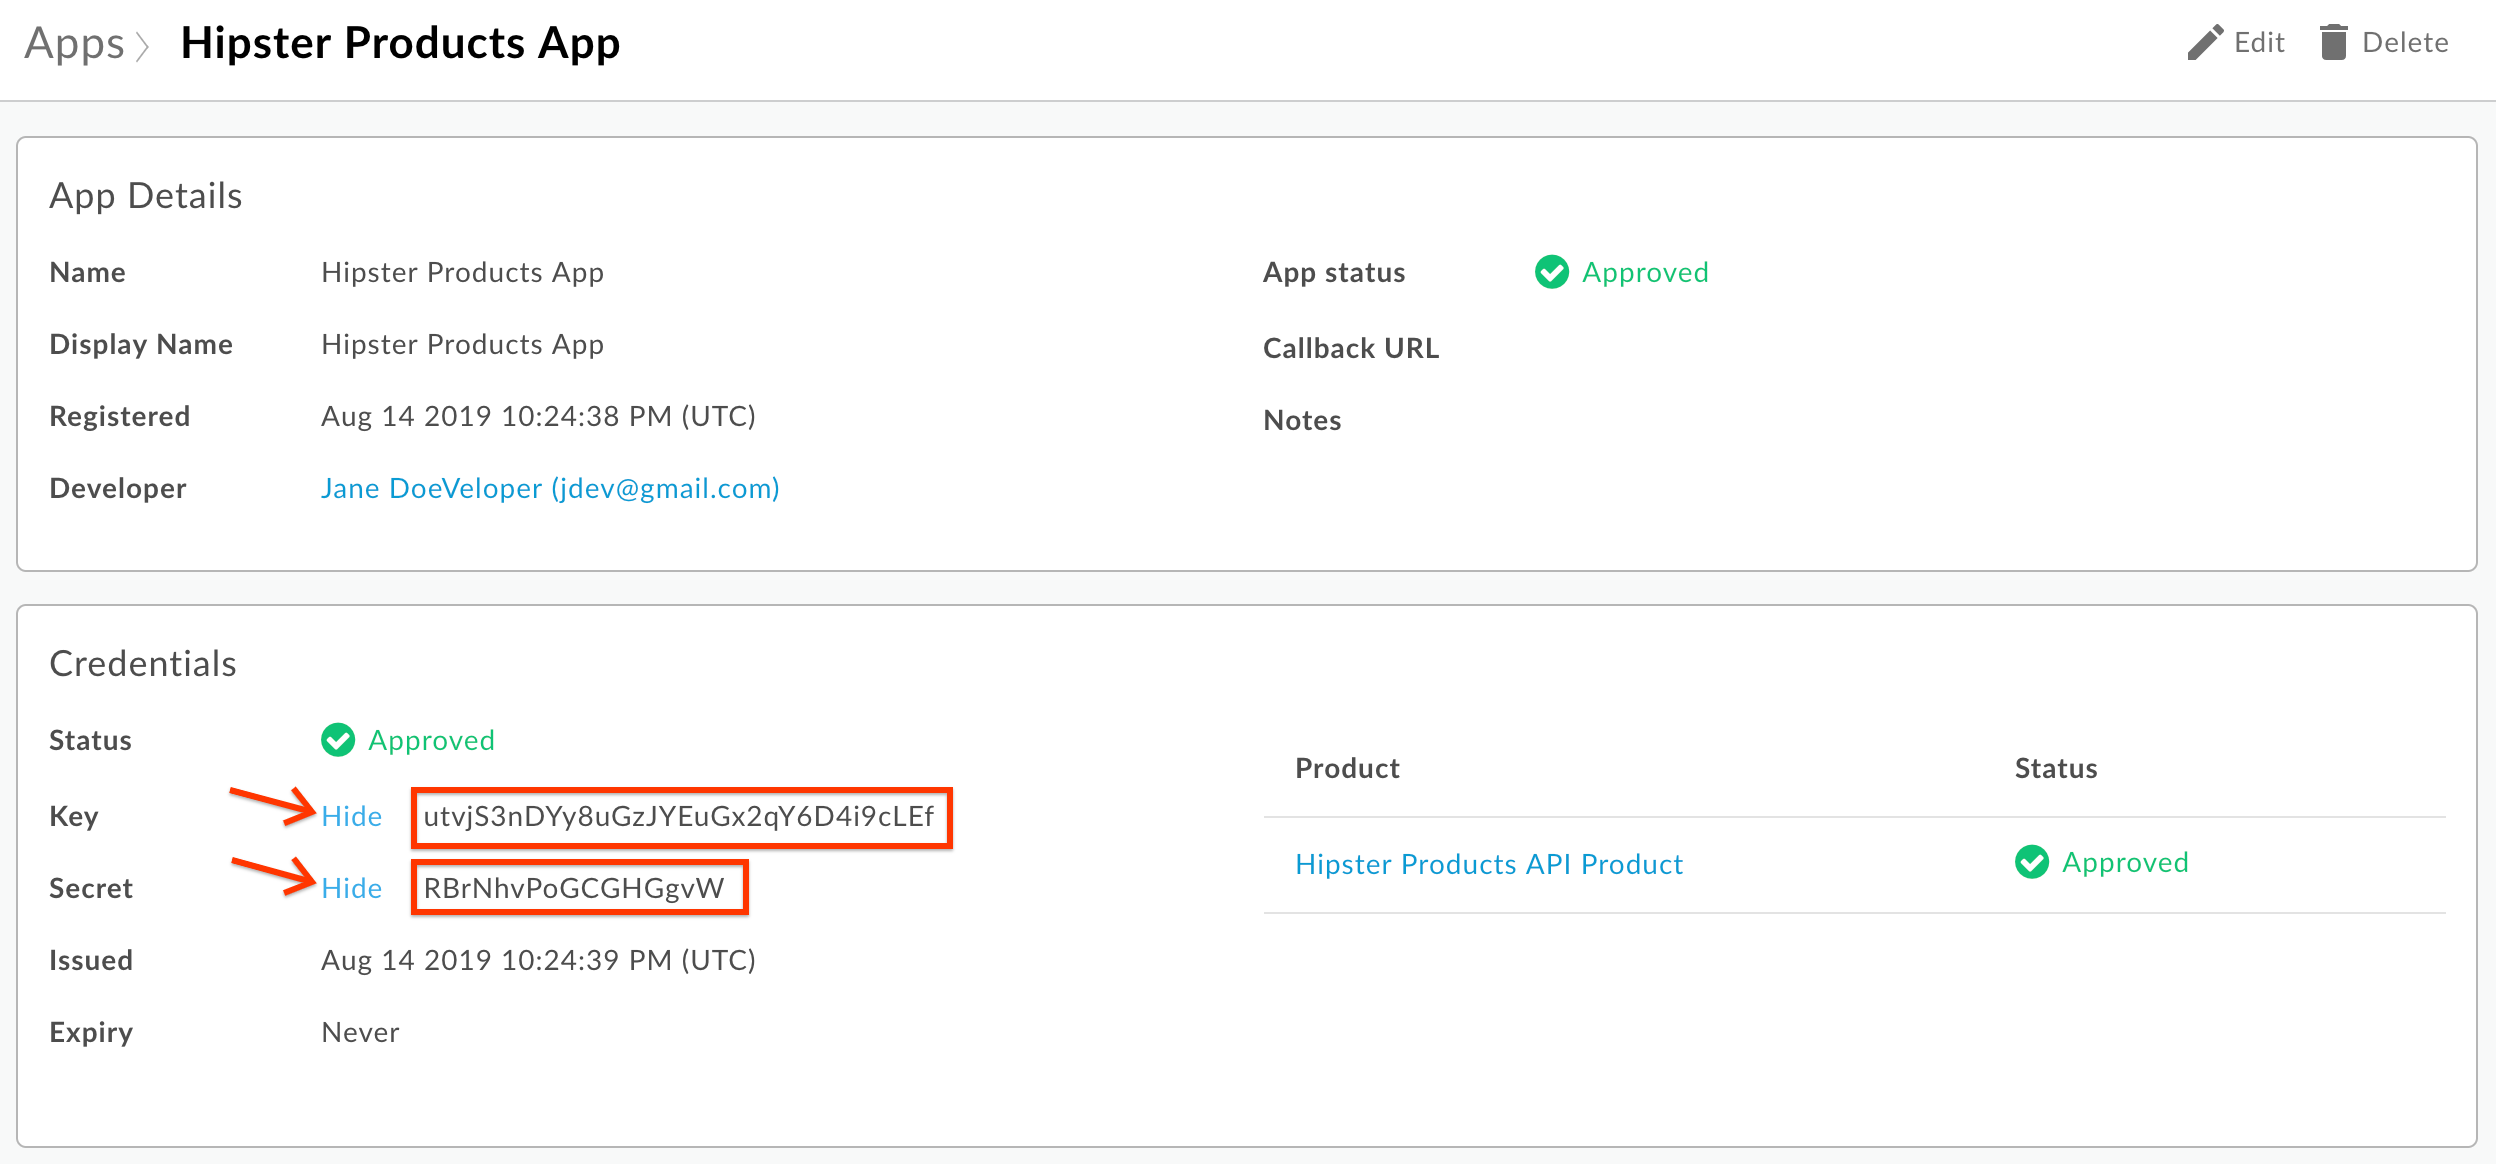 Apps > Hipster Products App
Edit
Delete
App Details
Name Hipster Products App
Display Name Hipster Products App
Registered Aug 14 2019 10:24:38 PM (UTC)
Developer Jane DoeVeloper (jdev@gmail.com)
App status Approved
Callback URL
Notes
Credentials
Status Approved
Key Hide utvjS3nDYy8uGzJYEuGx2qY6D4i9cLEf
Secret Hide RBrNhvPoGCGHGgvW
Issued Aug 14 2019 10:24:39 PM (UTC)
Expiry Never
Product Status
Hipster Products API Product Approved